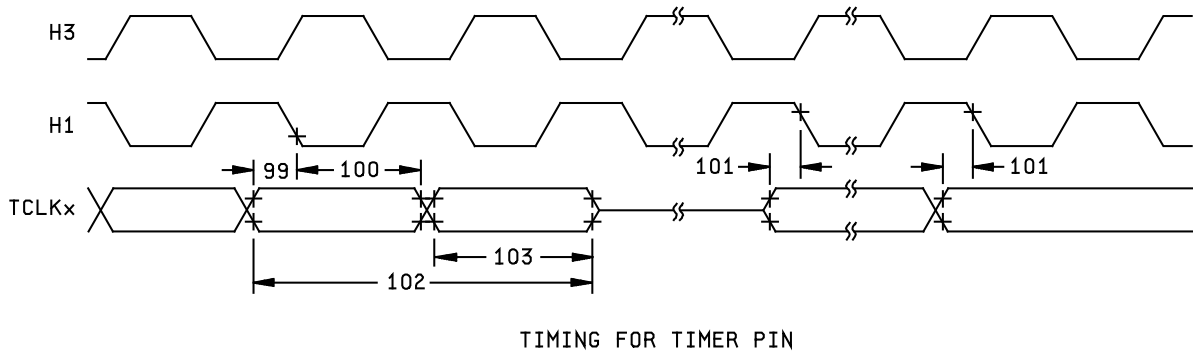 H3
H1
99 100 101 101
TCLKx
103
102
TIMING FOR TIMER PIN